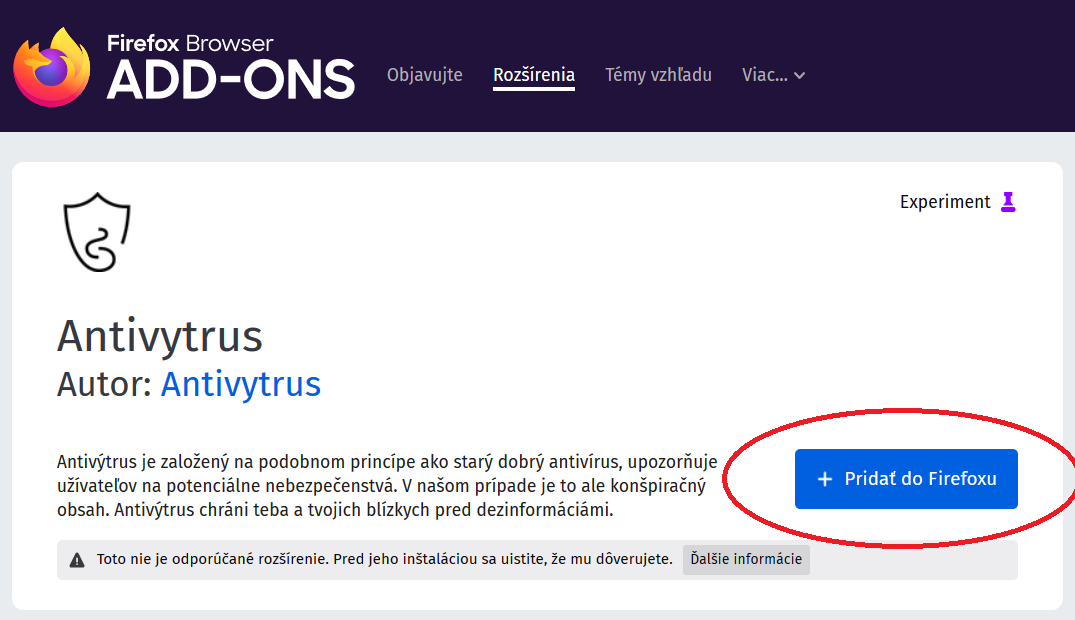 Firefox Browser
ADD-ONS
Objavujte Rozšírenia Témy vzhľadu Viac...
Experiment
Antivytrus
Autor: Antivytrus
Antivýtrus je založený na podobnom princípe ako starý dobrý antivírus, upozorňuje
užívateľov na potenciálne nebezpečenstvá. V našom prípade je to ale konšpiračný
obsah. Antivýtrus chráni teba a tvojich blízkych pred dezinformáciámi.
+ Pridať do Firefoxu
Toto nie je odporúčané rozšírenie. Pred jeho inštaláciou sa uistite, že mu dôverujete. Ďalšie informácie